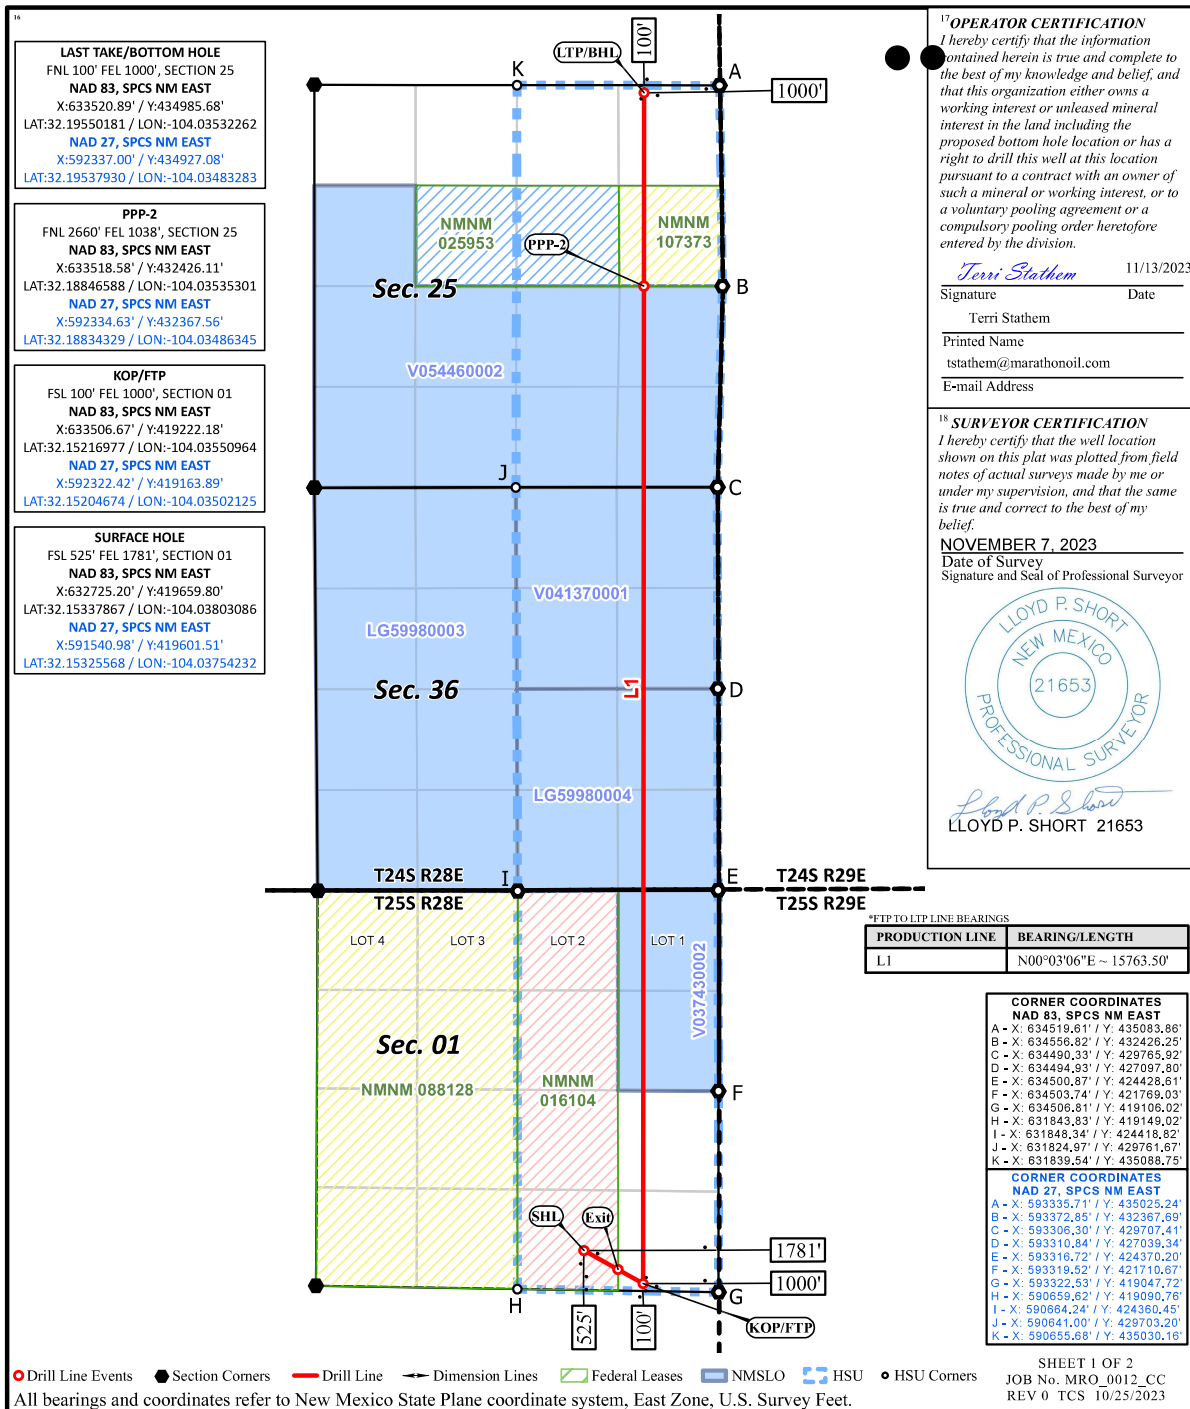 16
LAST TAKE/BOTTOM HOLE
FNL 100' FEL 1000', SECTION 25
NAD 83, SPCS NM EAST
X:633520.89' / Y:434985.68'
LAT:32.19550181 / LON:-104.03532262
NAD 27, SPCS NM EAST
X:592337.00' / Y:434927.08'
LAT:32.19537930 / LON:-104.03483283
PPP-2
FNL 2660' FEL 1038', SECTION 25
NAD 83, SPCS NM EAST
X:633518.58' / Y:432426.11'
LAT:32.18846588 / LON:-104.03535301
NAD 27, SPCS NM EAST
X:592334.63' / Y:432367.56'
LAT:32.18834329 / LON:-104.03486345
KOP/FTP
FSL 100' FEL 1000', SECTION 01
NAD 83, SPCS NM EAST
X:633506.67' / Y:419222.18'
LAT:32.15216977 / LON:-104.03550964
NAD 27, SPCS NM EAST
X:592322.42' / Y:419163.89'
LAT:32.15204674 / LON:-104.03502125
SURFACE HOLE
FSL 525' FEL 1781', SECTION 01
NAD 83, SPCS NM EAST
X:632725.20' / Y:419659.80'
LAT:32.15337867 / LON:-104.03803086
NAD 27, SPCS NM EAST
X:591540.98' / Y:419601.51'
LAT:32.15325568 / LON:-104.03754232
LTP/BHL
100'
K
A
1000'
NMNM
025953
NMNM
107373
PPP-2
Sec. 25
B
V054460002
J
C
V041370001
LG59980003
Sec. 36
L1
D
LG59980004
T24S R28E
I
E
T24S R29E
T25S R28E
T25S R29E
LOT 4
LOT 3
LOT 2
LOT 1
V037430002
Sec. 01
NMNM 088128
NMNM
016104
F
SHL
Exit
1781'
1000'
H
G
525'
100'
KOP/FTP
17 OPERATOR CERTIFICATION
I hereby certify that the information
contained herein is true and complete to
the best of my knowledge and belief, and
that this organization either owns a
working interest or unleased mineral
interest in the land including the
proposed bottom hole location or has a
right to drill this well at this location
pursuant to a contract with an owner of
such a mineral or working interest, or to
a voluntary pooling agreement or a
compulsory pooling order heretofore
entered by the division.
Terri Stathem 11/13/2023
Signature Date
Terri Stathem
Printed Name
tstathem@marathonoil.com
E-mail Address
18 SURVEYOR CERTIFICATION
I hereby certify that the well location
shown on this plat was plotted from field
notes of actual surveys made by me or
under my supervision, and that the same
is true and correct to the best of my
belief.
NOVEMBER 7, 2023
Date of Survey
Signature and Seal of Professional Surveyor
LLOYD P. SHORT
NEW MEXICO
21653
PROFESSIONAL SURVEYOR
Lloyd P. Short
LLOYD P. SHORT 21653
*FTP TO LTP LINE BEARINGS
PRODUCTION LINE BEARING/LENGTH
L1 N00°03'06"E ~ 15763.50'
CORNER COORDINATES
NAD 83, SPCS NM EAST
A - X: 634519.61' / Y: 435083.86'
B - X: 634556.82' / Y: 432426.25'
C - X: 634490.33' / Y: 429765.92'
D - X: 634494.93' / Y: 427097.80'
E - X: 634500.87' / Y: 424428.61'
F - X: 634503.74' / Y: 421769.03'
G - X: 634506.81' / Y: 419106.02'
H - X: 631843.83' / Y: 419149.02'
I - X: 631848.34' / Y: 424418.82'
J - X: 631824.97' / Y: 429761.67'
K - X: 631839.54' / Y: 435088.75'
CORNER COORDINATES
NAD 27, SPCS NM EAST
A - X: 593335.71' / Y: 435025.24'
B - X: 593372.85' / Y: 432367.69'
C - X: 593306.30' / Y: 429707.41'
D - X: 593310.84' / Y: 427039.34'
E - X: 593316.72' / Y: 424370.20'
F - X: 593319.52' / Y: 421710.67'
G - X: 593322.53' / Y: 419047.72'
H - X: 590659.62' / Y: 419090.76'
I - X: 590664.24' / Y: 424360.45'
J - X: 590641.00' / Y: 429703.20'
K - X: 590655.68' / Y: 435030.16'
Drill Line Events Section Corners Drill Line Dimension Lines Federal Leases NMSLO HSU HSU Corners
All bearings and coordinates refer to New Mexico State Plane coordinate system, East Zone, U.S. Survey Feet.
SHEET 1 OF 2
JOB No. MRO_0012_CC
REV 0 TCS 10/25/2023